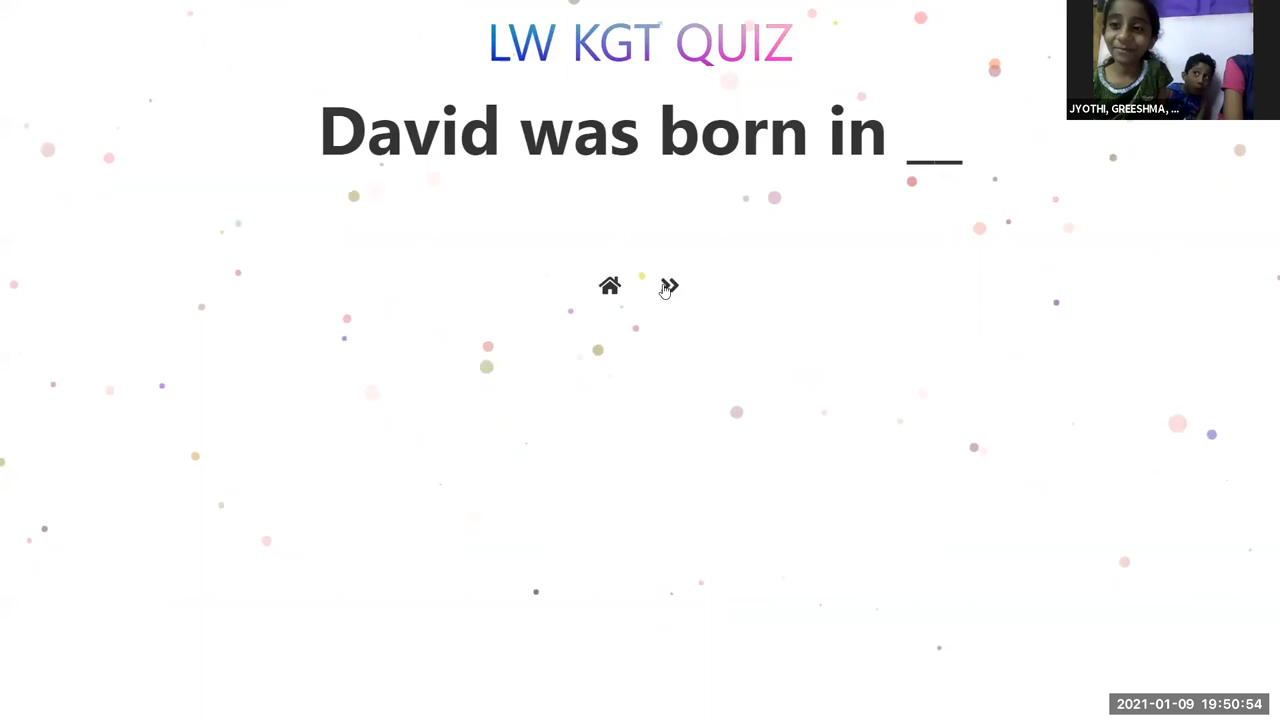 LW KGT QUIZ
JYOTHI, GREESHMA, ...
David was born in __
2021-01-09 19:50:54